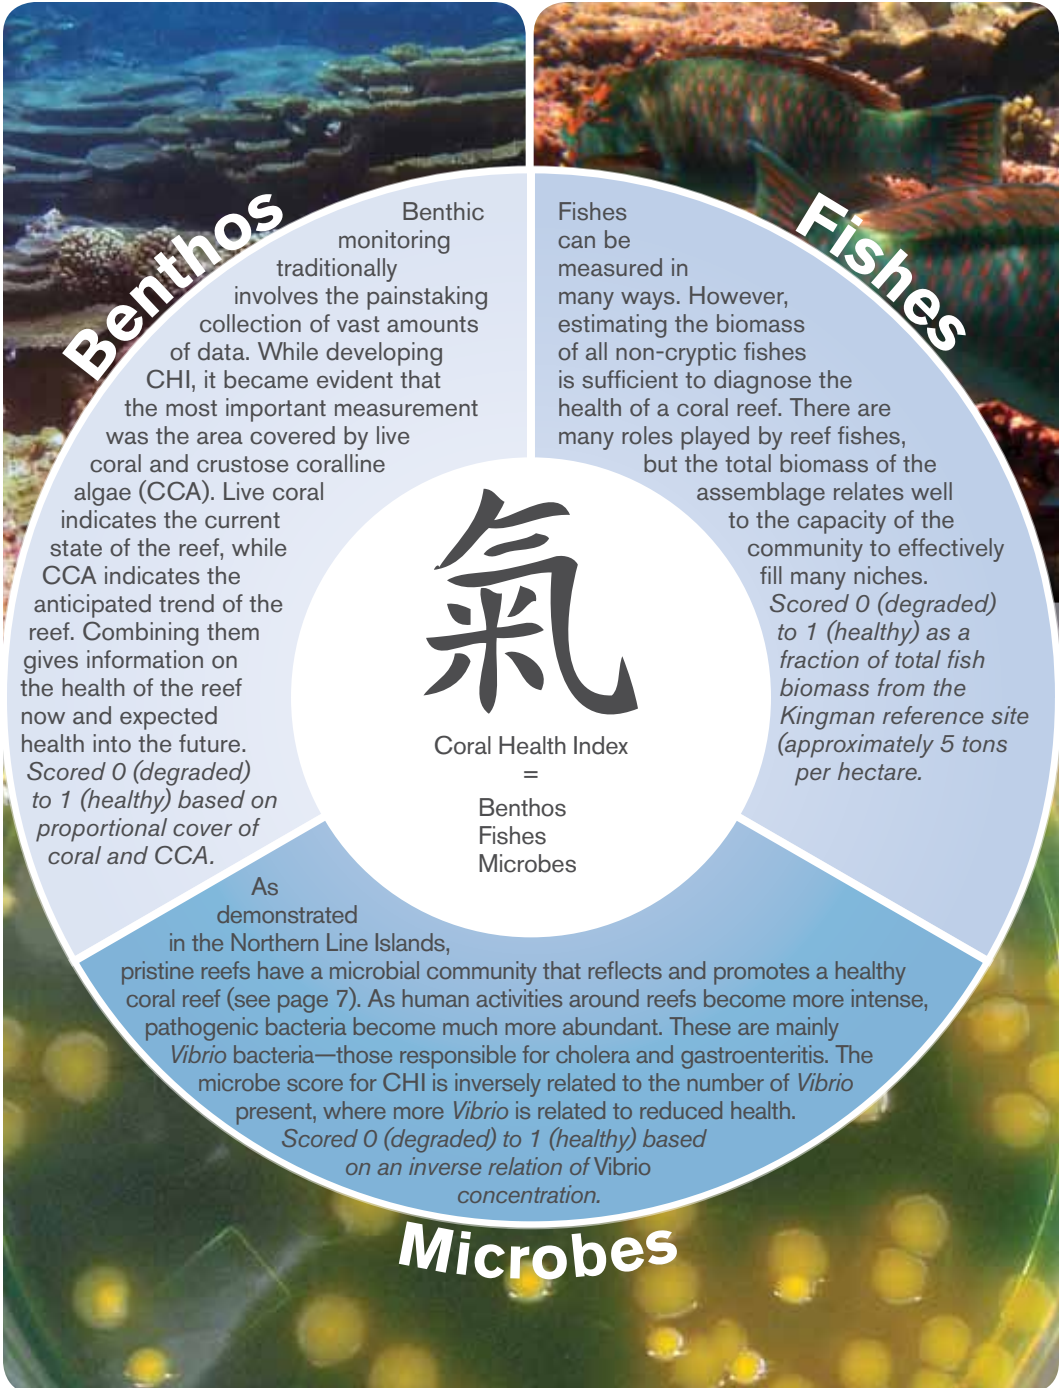 Benthos
Benthic
monitoring
traditionally
involves the painstaking
collection of vast amounts
of data. While developing
CHI, it became evident that
the most important measurement
was the area covered by live
coral and crustose coralline
algae (CCA). Live coral
indicates the current
state of the reef, while
CCA indicates the
anticipated trend of the
reef. Combining them
gives information on
the health of the reef
now and expected
health into the future.
Scored 0 (degraded)
to 1 (healthy) based on
proportional cover of
coral and CCA.
Fishes
Fishes
can be
measured in
many ways. However,
estimating the biomass
of all non-cryptic fishes
is sufficient to diagnose the
health of a coral reef. There are
many roles played by reef fishes,
but the total biomass of the
assemblage relates well
to the capacity of the
community to effectively
fill many niches.
Scored 0 (degraded)
to 1 (healthy) as a
fraction of total fish
biomass from the
Kingman reference site
(approximately 5 tons
per hectare.
氣
Coral Health Index
=
Benthos
Fishes
Microbes
As
demonstrated
in the Northern Line Islands,
pristine reefs have a microbial community that reflects and promotes a healthy
coral reef (see page 7). As human activities around reefs become more intense,
pathogenic bacteria become much more abundant. These are mainly
Vibrio bacteria—those responsible for cholera and gastroenteritis. The
microbe score for CHI is inversely related to the number of Vibrio
present, where more Vibrio is related to reduced health.
Scored 0 (degraded) to 1 (healthy) based
on an inverse relation of Vibrio
concentration.
Microbes